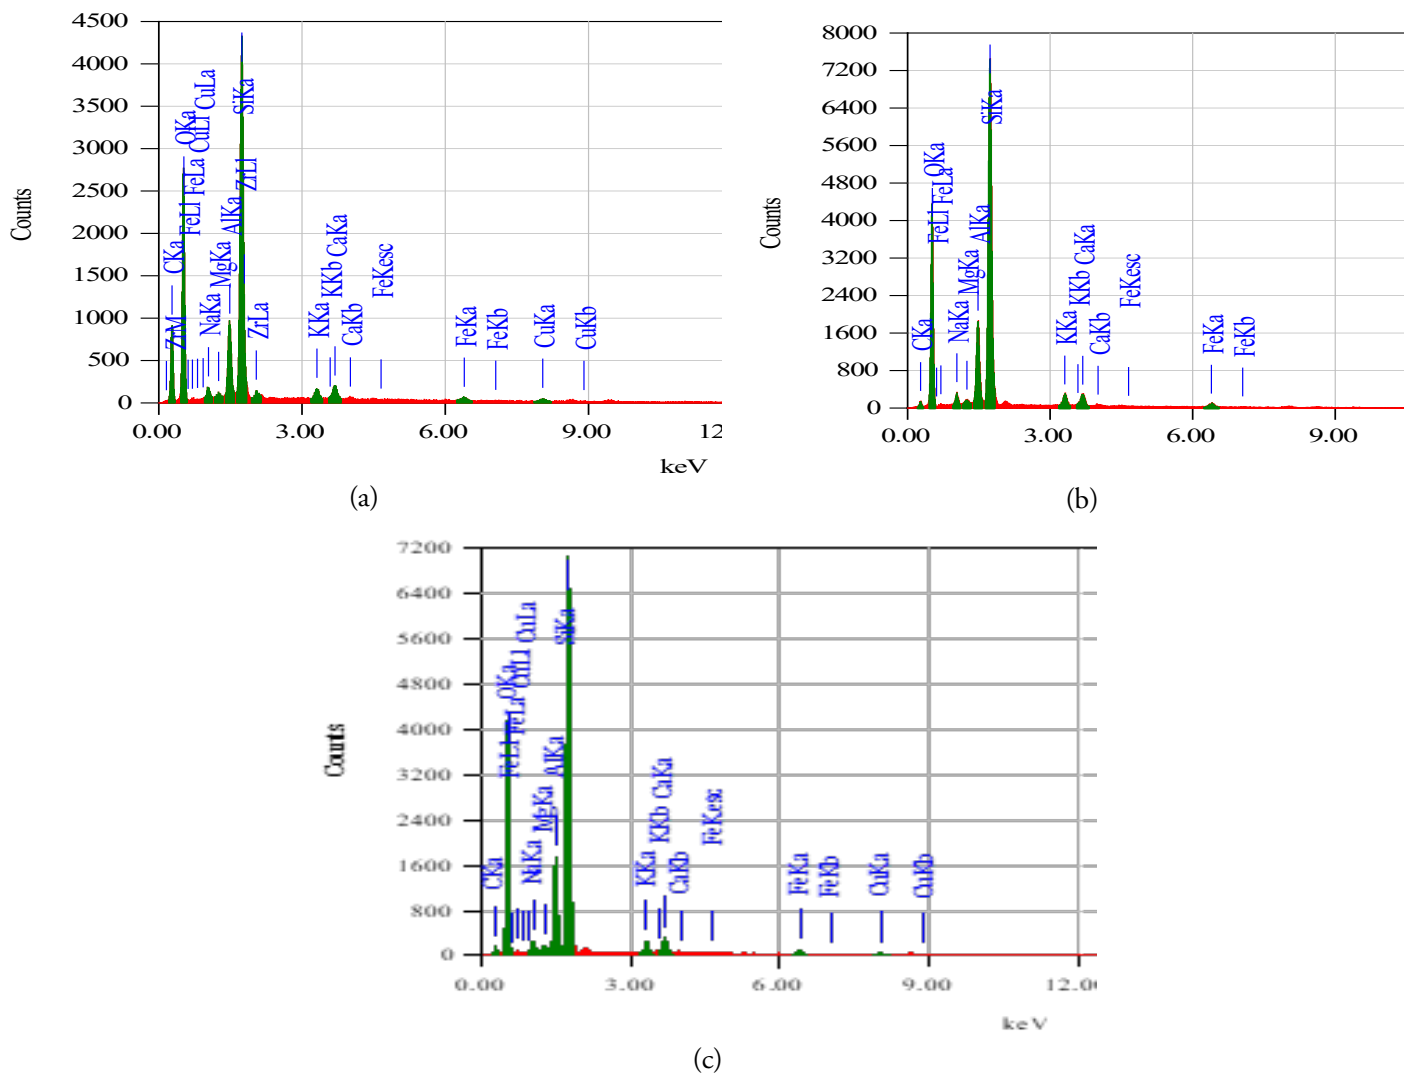 4500
4000
3500
3000
2500
2000
1500
1000
500
0
Counts
ZrM
CKa
OKa
FeLl
FeLa
CuLl
CuLa
NaKa
MgKa
AlKa
SiKa
ZrLl
ZrLa
KKa
KKb
CaKa
CaKb
FeKesc
FeKa
FeKb
CuKa
CuKb
0.00 3.00 6.00 9.00 12
keV
(a)
8000
7200
6400
5600
4800
4000
3200
2400
1600
800
0
Counts
CKa
OKa
FeLl
FeLa
NaKa
MgKa
AlKa
SiKa
KKa
KKb
CaKa
CaKb
FeKesc
FeKa
FeKb
0.00 3.00 6.00 9.00
(b)
7200
6400
5600
4800
4000
3200
2400
1600
800
0
Counts
CKa
OKa
FeLl
FeLa
CuLl
CuLa
NaKa
MgKa
AlKa
SiKa
KKa
KKb
CaKa
CaKb
FeKesc
FeKa
FeKb
CuKa
CuKb
0.00 3.00 6.00 9.00 12.00
keV
(c)